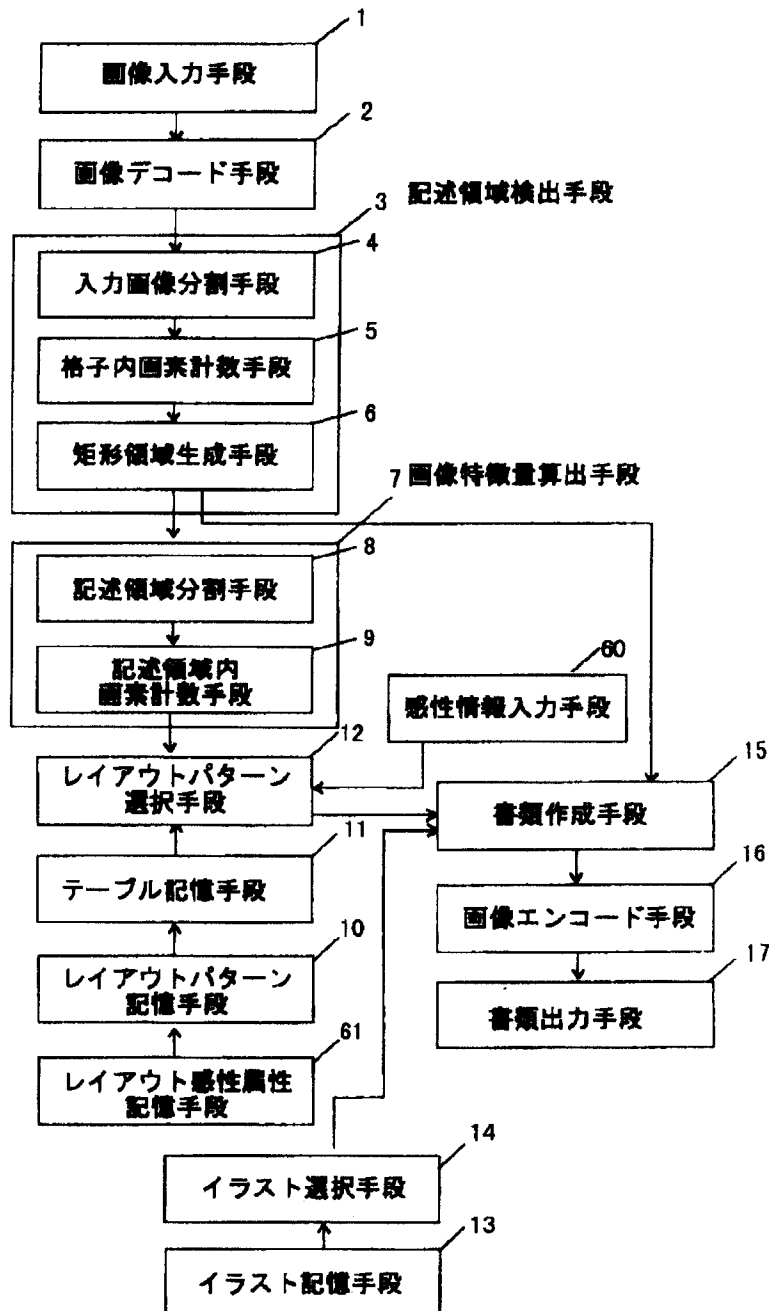 1
画像入力手段
2
画像デコード手段
3 記述領域検出手段
4
入力画像分割手段
5
格子内画素計数手段
6
矩形領域生成手段
7 画像特徴量算出手段
8
記述領域分割手段
9
記述領域内
画素計数手段
60
感性情報入力手段
12
レイアウトパターン
選択手段
15
書類作成手段
11
テーブル記憶手段
16
画像エンコード手段
10
レイアウトパターン
記憶手段
17
書類出力手段
61
レイアウト感性属性
記憶手段
14
イラスト選択手段
13
イラスト記憶手段